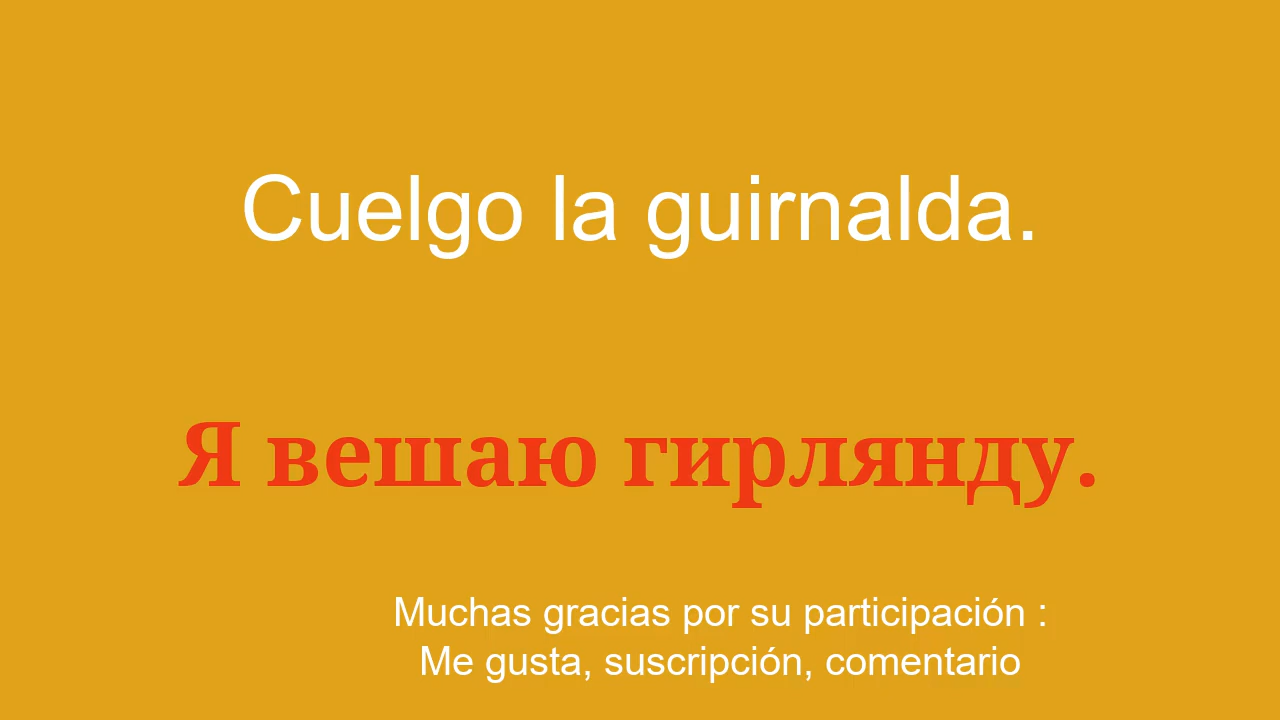 Cuelgo la guirnalda.
Я вешаю гирлянду.
Muchas gracias por su participación :
Me gusta, suscripción, comentario